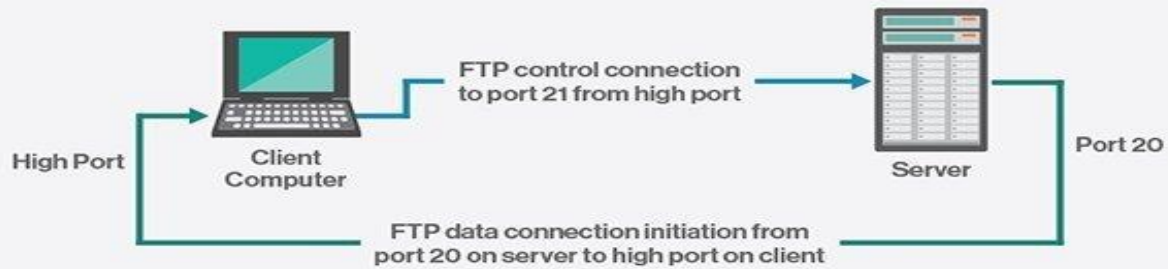 FTP control connection
to port 21 from high port
High Port
Client
Computer
Server
Port 20
FTP data connection initiation from
port 20 on server to high port on client